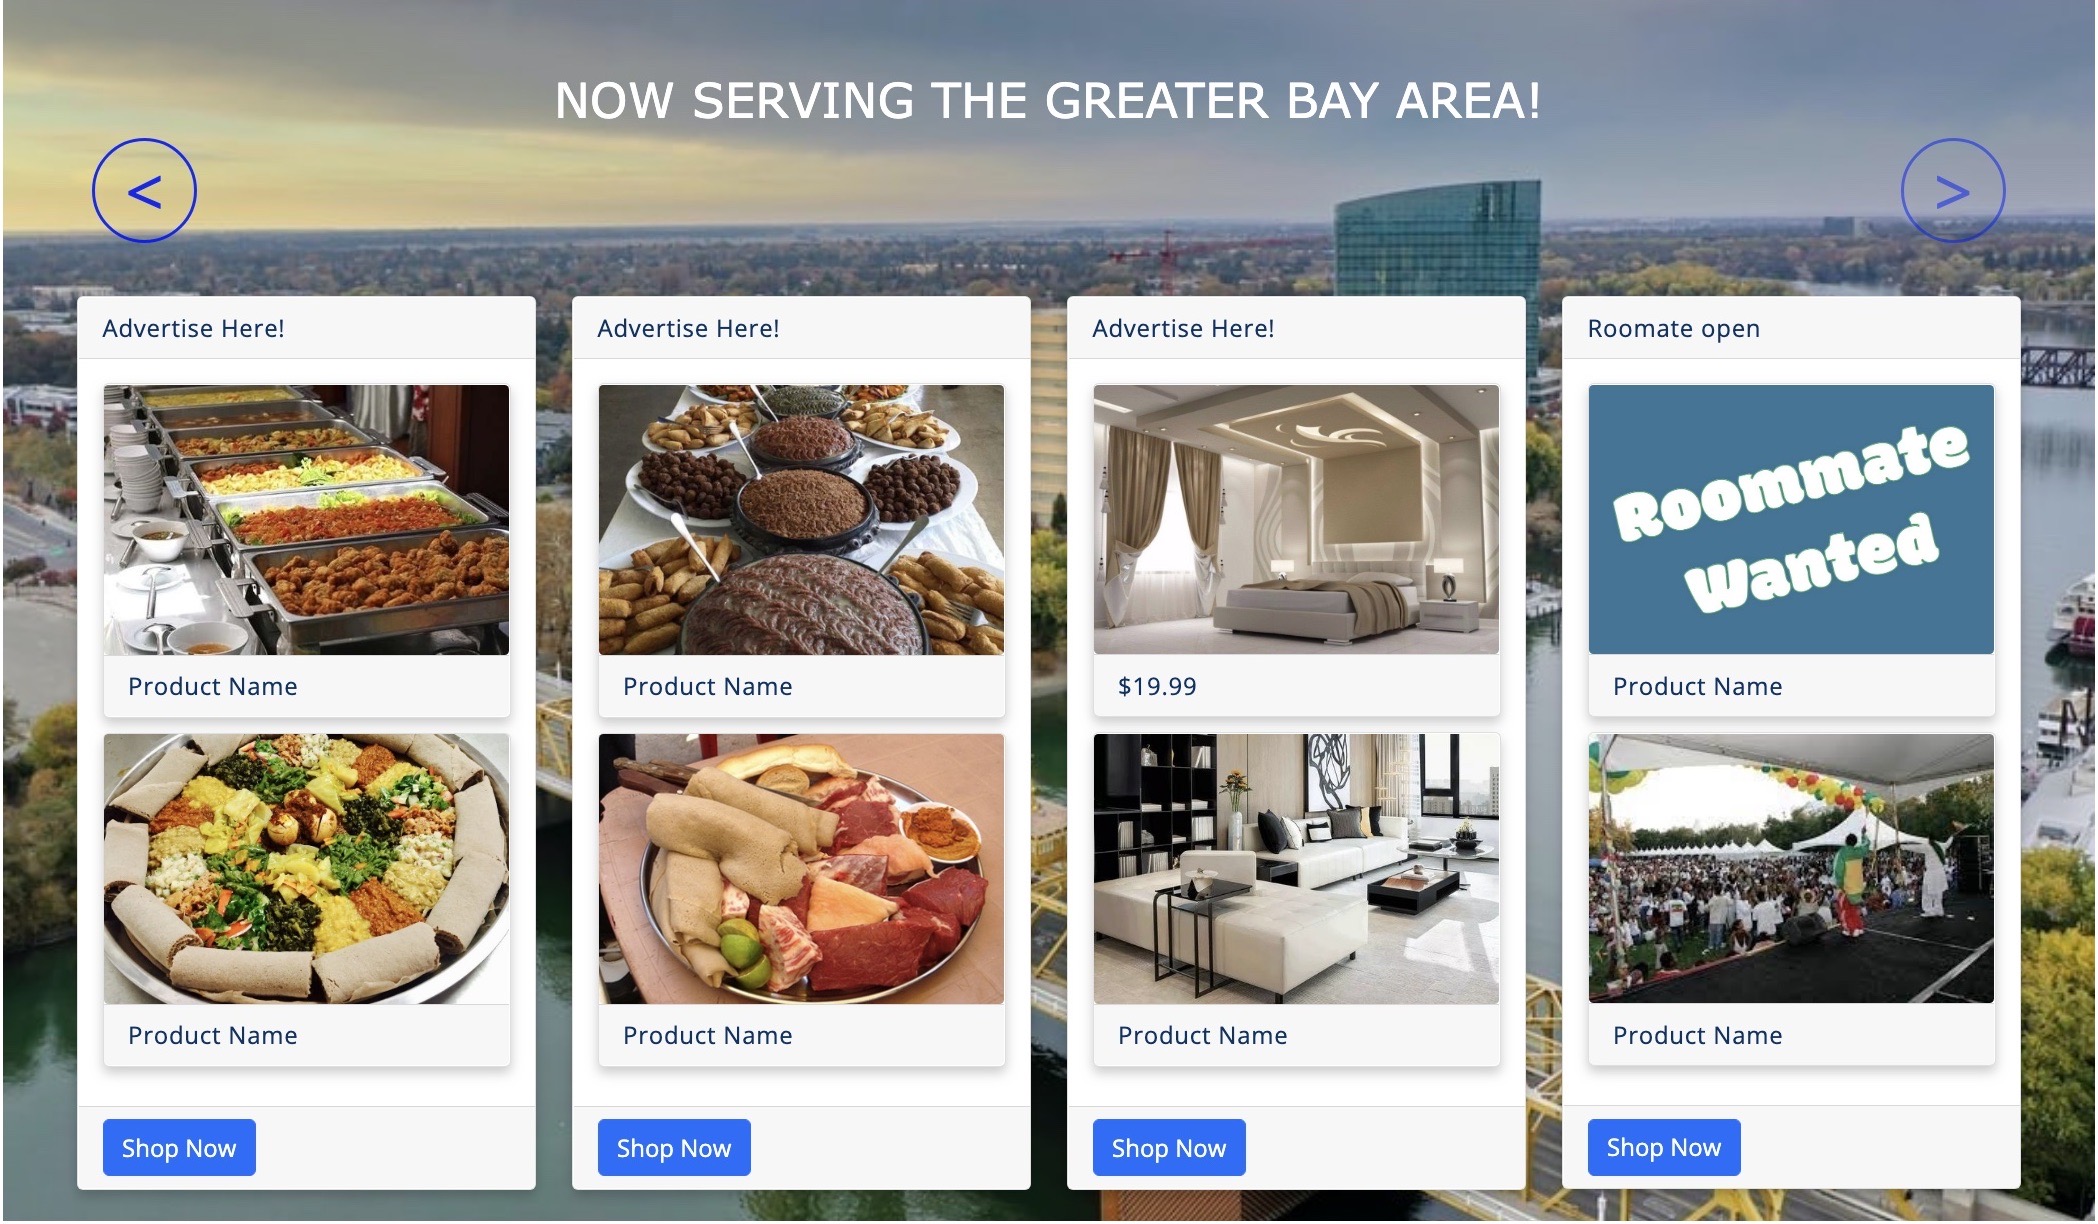 NOW SERVING THE GREATER BAY AREA!
<
>
Advertise Here!
Product Name
Product Name
Shop Now
Advertise Here!
Product Name
Product Name
Shop Now
Advertise Here!
$19.99
Product Name
Shop Now
Roomate open
Roommate
Wanted
Product Name
Product Name
Shop Now